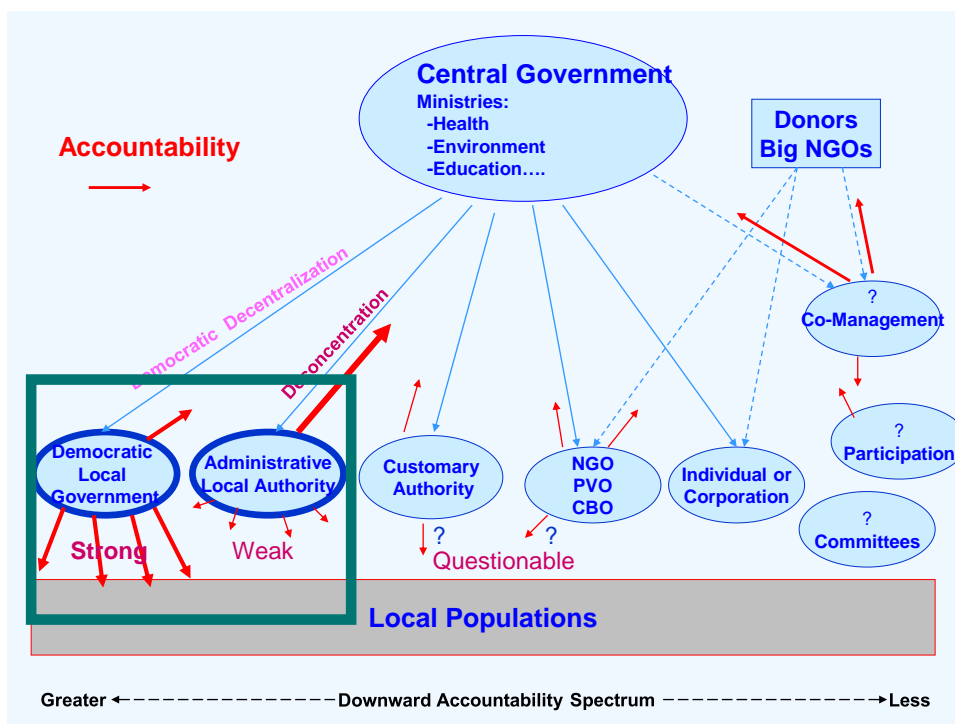 Central Government
Ministries:
-Health
-Environment
-Education….
Donors
Big NGOs
Accountability
Democratic Decentralization
Deconcentration
?
Co-Management
Democratic
Local
Government
Administrative
Local Authority
Customary
Authority
NGO
PVO
CBO
Individual or
Corporation
?
Participation
?
Committees
Strong
Weak
?
?
Questionable
Local Populations
Greater
Downward Accountability Spectrum
Less